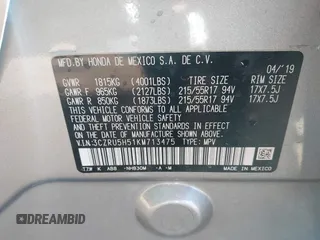 MFD.BY HONDA DE MEXICO S.A. DE C.V.
04/'19
GVWR 1815KG (4001LBS) TIRE SIZE RIM SIZE
GAWR F 965KG (2127LBS) 215/55R17 94V 17X7.5J
GAWR R 850KG (1873LBS) 215/55R17 94V 17X7.5J
THIS VEHICLE CONFORMS TO ALL APPLICABLE
FEDERAL MOTOR VEHICLE SAFETY AND THEFT
PREVENTION STANDARDS IN EFFECT ON THE DATE
OF MANUFACTURE SHOWN ABOVE.
V.I.N:3CZRU5H51KM713475 TYPE: MPV
K A88 -A -M
MADE IN
MEXICO